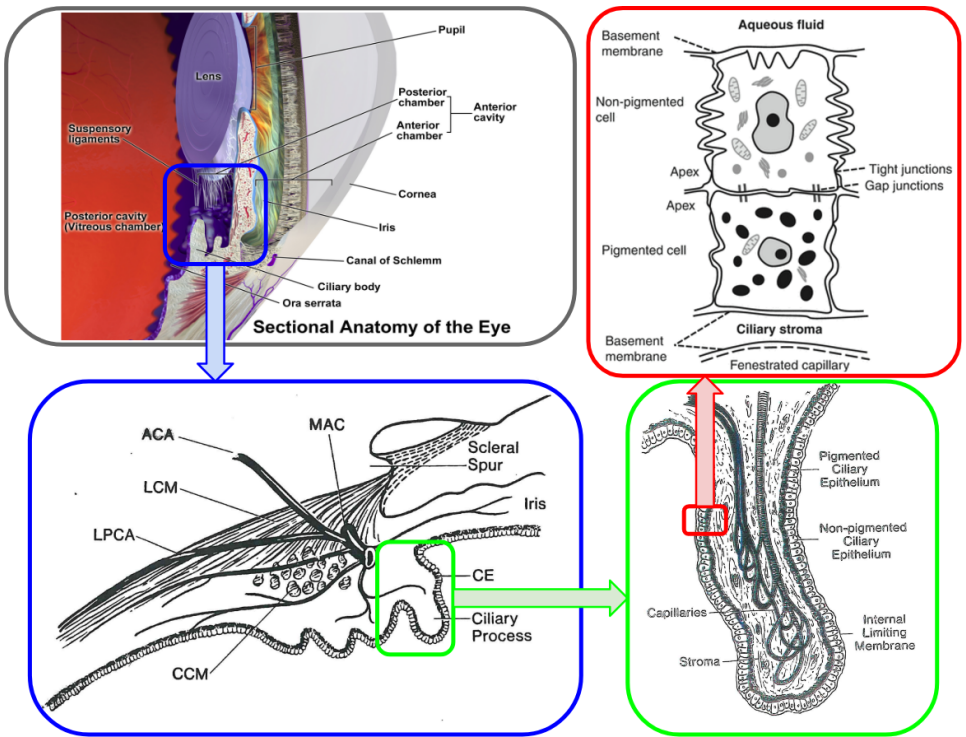 Pupil
Lens
Posterior
chamber
Anterior
cavity
Suspensory
ligaments
Anterior
chamber
Cornea
Posterior cavity
(Vitreous chamber)
Iris
Canal of Schlemm
Ciliary body
Ora serrata
Sectional Anatomy of the Eye
Aqueous fluid
Basement
membrane
Non-pigmented
cell
Apex
Tight junctions
Gap junctions
Apex
Pigmented cell
Ciliary stroma
Basement
membrane
Fenestrated capillary
ACA
MAC
Scleral
Spur
LCM
Iris
LPCA
CE
Ciliary
Process
CCM
Pigmented
Ciliary
Epithelium
Non-pigmented
Ciliary
Epithelium
Capillaries
Internal
Limiting
Membrane
Stroma